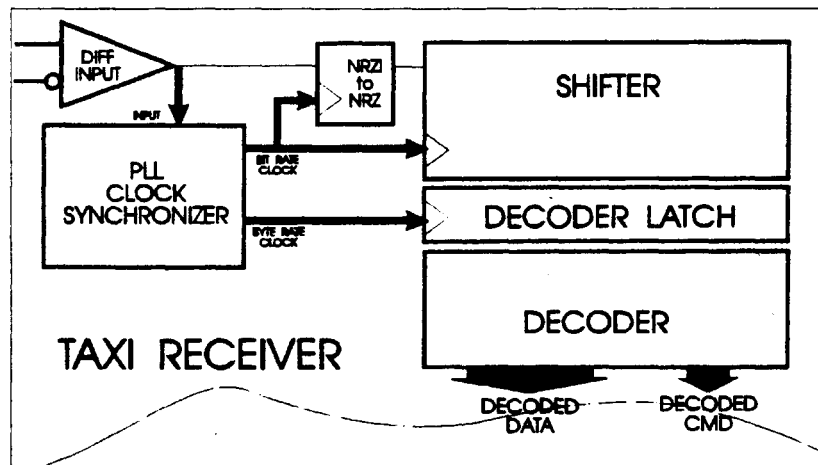 DIFF
INPUT
NRZI
to
NRZ
SHIFTER
INPUT
PLL
CLOCK
SYNCHRONIZER
BIT RATE
CLOCK
BYTE RATE
CLOCK
DECODER LATCH
DECODER
TAXI RECEIVER
DECODED
DATA
DECODED
CMD